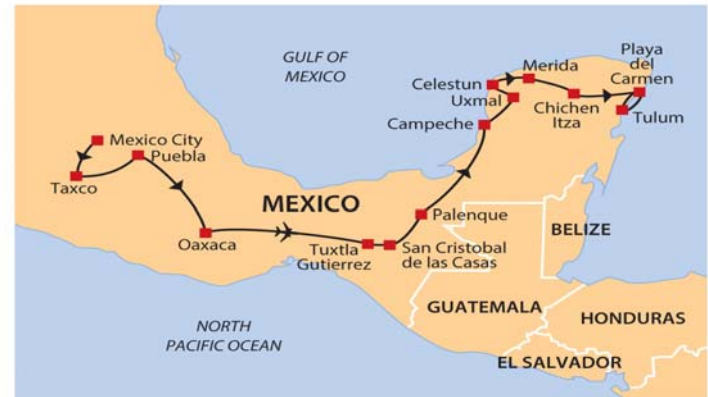 GULF OF
MEXICO
Playa
del
Carmen
Merida
Celestun
Uxmal
Chichen
Itza
Tulum
Campeche
Mexico City
Puebla
Taxco
MEXICO
Palenque
Oaxaca
Tuxtla
Gutierrez
San Cristobal
de las Casas
BELIZE
GUATEMALA
HONDURAS
EL SALVADOR
NORTH
PACIFIC OCEAN